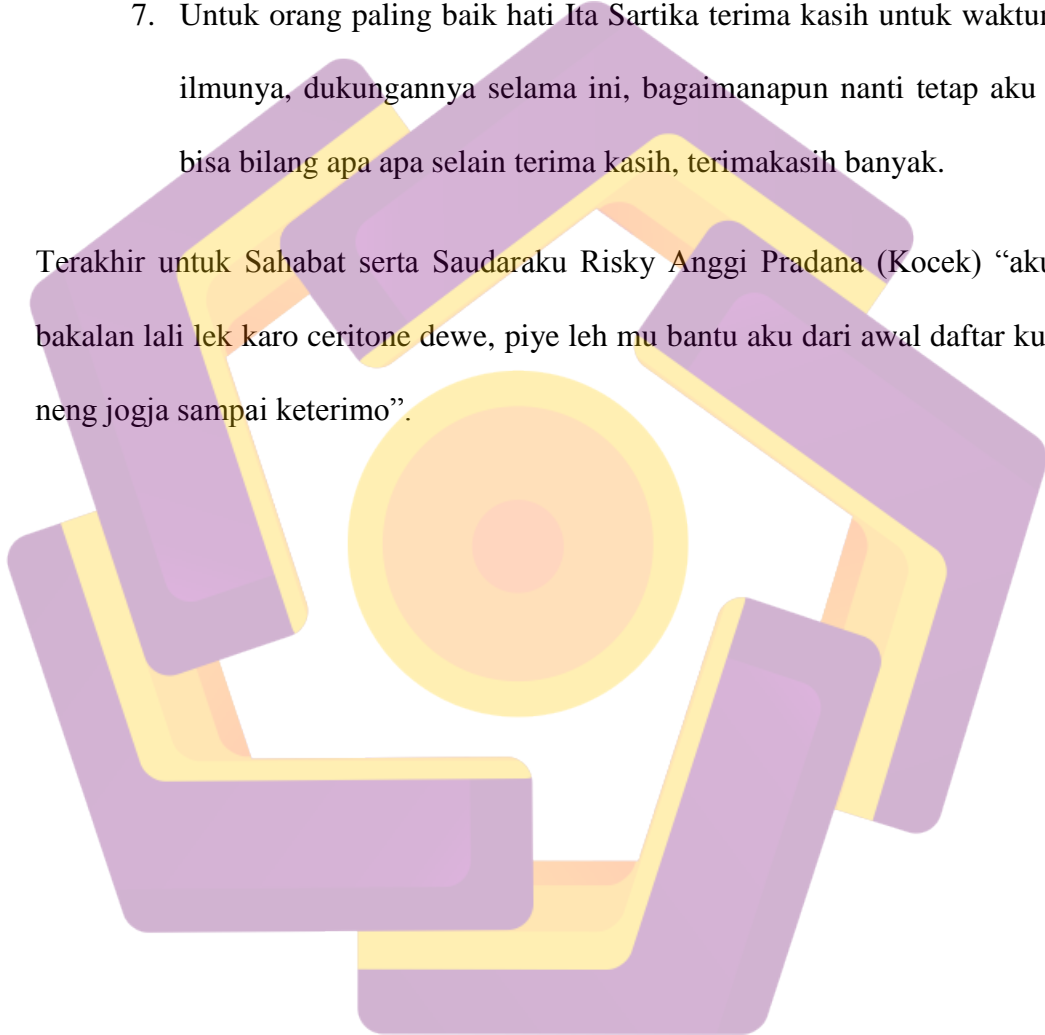 7. Untuk orang paling baik hati Ita Sartika terima kasih untuk
ilmunya, dukungannya selama ini, bagaimanapun nanti tetap aku
bisa bilang apa apa selain terima kasih, terimakasih banyak.
Terakhir untuk Sahabat serta Saudaraku Risky Anggi Pradana (Kocek) “aku
bakalan lali lek karo ceritone dewe, piye leh mu bantu aku dari awal daftar
neng jogja sampai keterimo”.